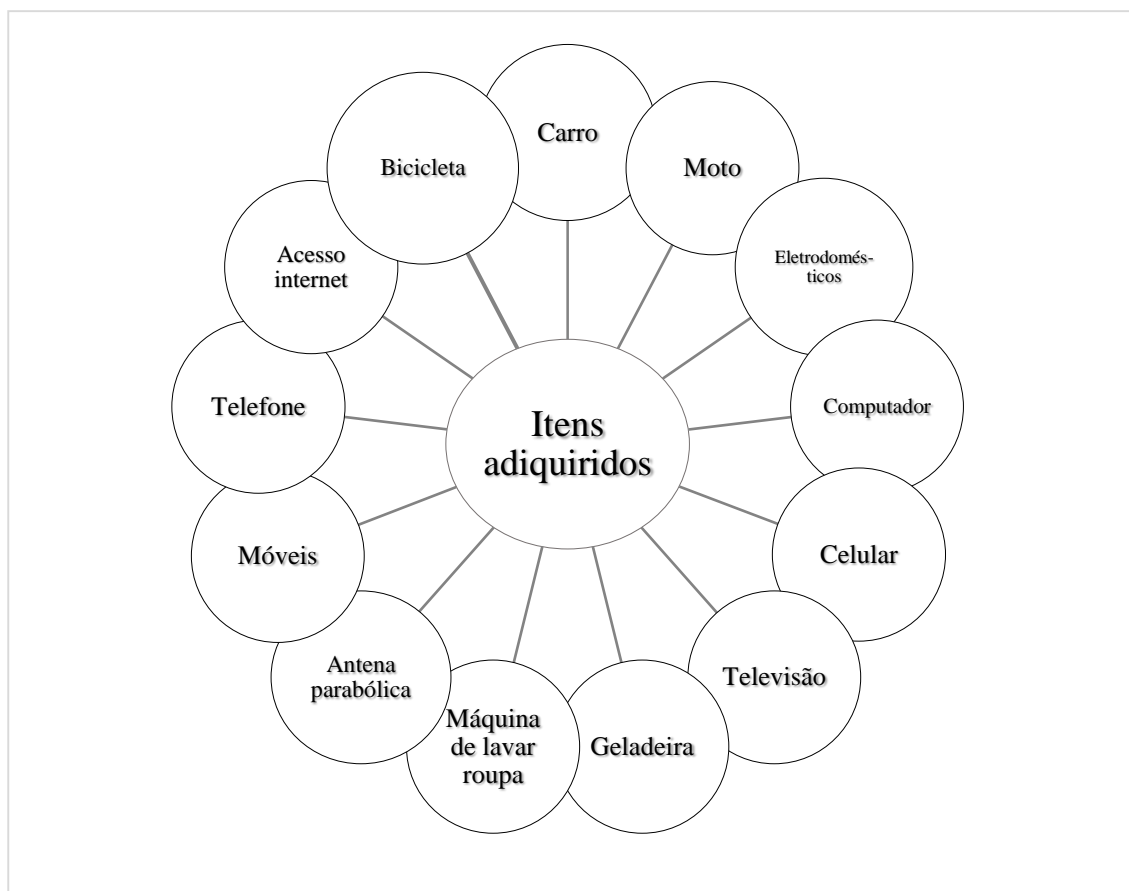 Carro
Moto
Eletrodomés-
ticos
Computador
Celular
Televisão
Geladeira
Máquina
de lavar
roupa
Antena
parabólica
Móveis
Telefone
Acesso
internet
Bicicleta
Itens
adiquiridos